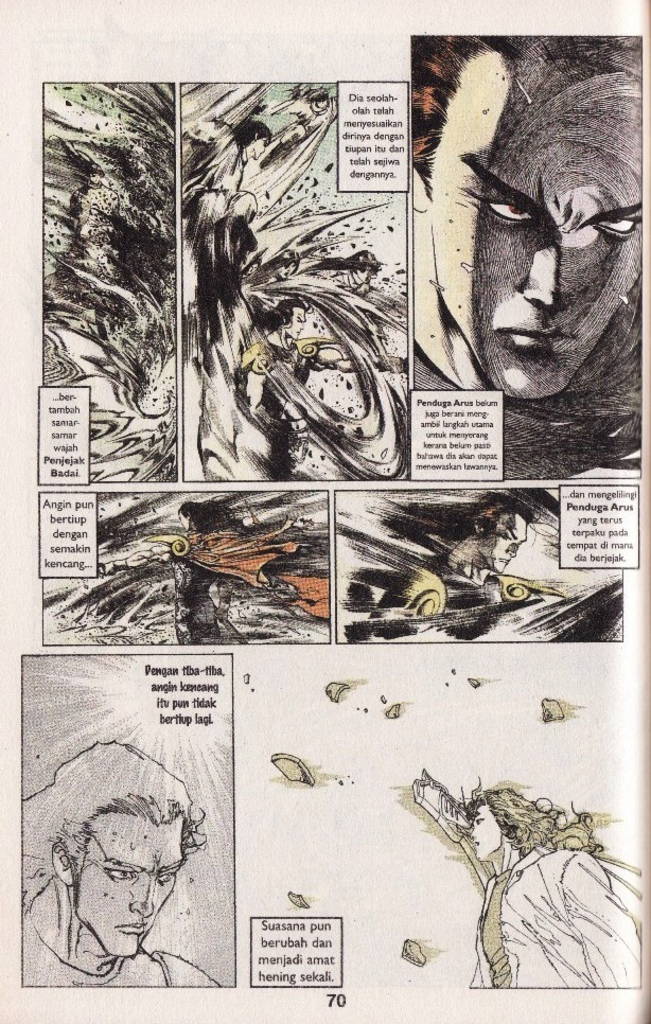 ...ber-
tambah
samar-
samar
wajah
Penjejak
Badai.
Dia seolah-
olah telah
menyesuaikan
dirinya dengan
tiupan itu dan
telah sejiwa
dengannya.
Penduga Arus belum
juga berani meng-
ambil langkah utama
untuk menyerang
kerana belum pasti
bahawa dia akan dapat
menewaskan lawannya.
Angin pun
bertiup
dengan
semakin
kencang...
...dan mengelilingi
Penduga Arus
yang terus
terpaku pada
tempat di mana
dia berjejak.
Dengan tiba-tiba,
angin kencang
itu pun tidak
bertiup lagi.
Suasana pun
berubah dan
menjadi amat
hening sekali.
70